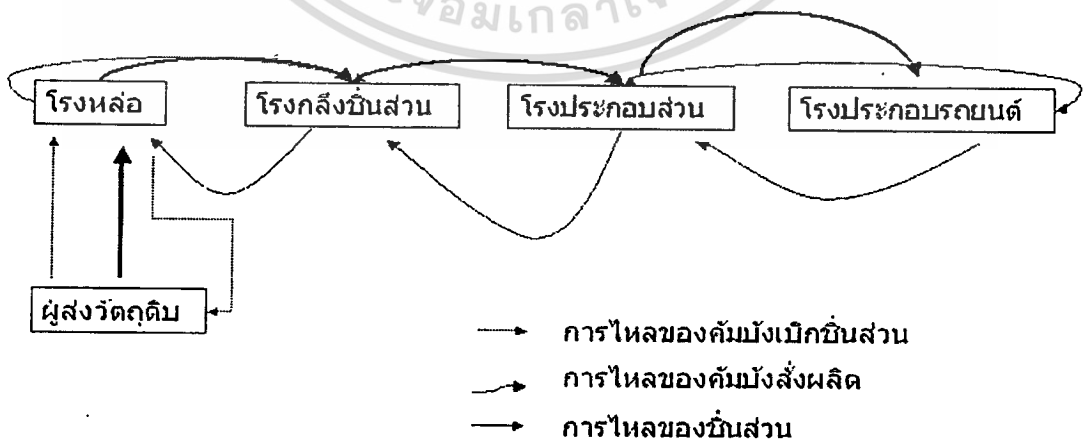 โรงหล่อ
โรงกลึงชิ้นส่วน
โรงประกอบส่วน
โรงประกอบรถยนต์
ผู้ส่งวัตถุดิบ
การไหลของคัมบังเบิกชิ้นส่วน
การไหลของคัมบังสั่งผลิต
การไหลของชิ้นส่วน